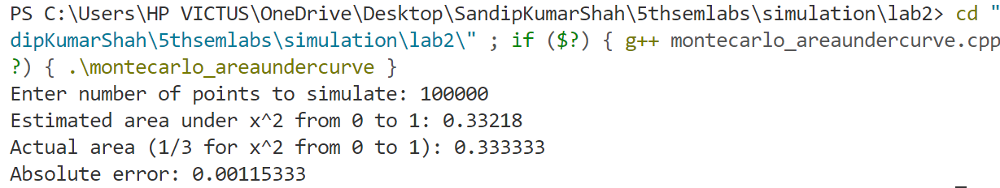 PS C:\Users\HP VICTUS\OneDrive\Desktop\SandipKumarShah\5thsemlabs\simulation\lab2> cd "
dipKumarShah\5thsemlabs\simulation\lab2\" ; if ($?) { g++ montecarlo_areaundercurve.cpp
?) { .\montecarlo_areaundercurve }
Enter number of points to simulate: 100000
Estimated area under x^2 from 0 to 1: 0.33218
Actual area (1/3 for x^2 from 0 to 1): 0.333333
Absolute error: 0.00115333